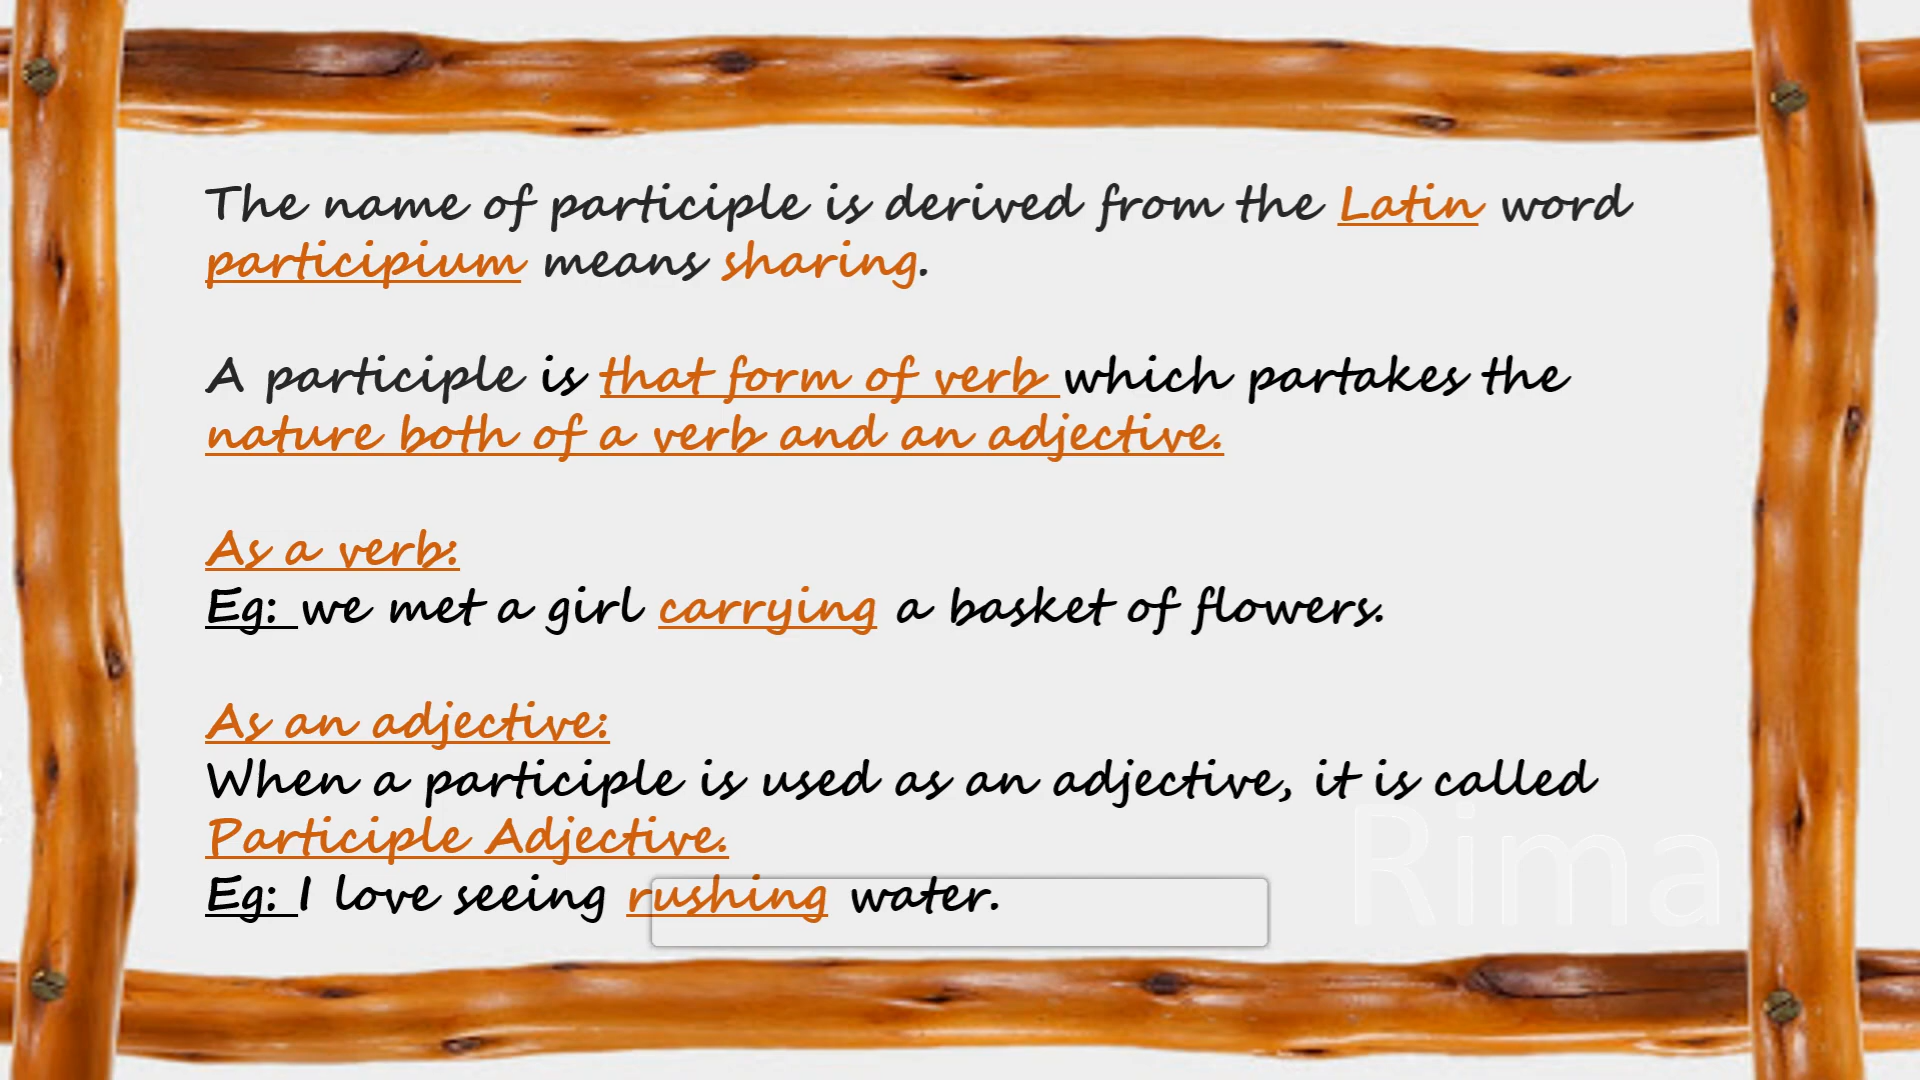 The name of participle is derived from the Latin word
participium means sharing.
A participle is that form of verb which partakes the
nature both of a verb and an adjective.
As a verb:
Eg: we met a girl carrying a basket of flowers.
As an adjective:
When a participle is used as an adjective, it is called
Participle Adjective.
Eg: I love seeing rushing water.
Rima